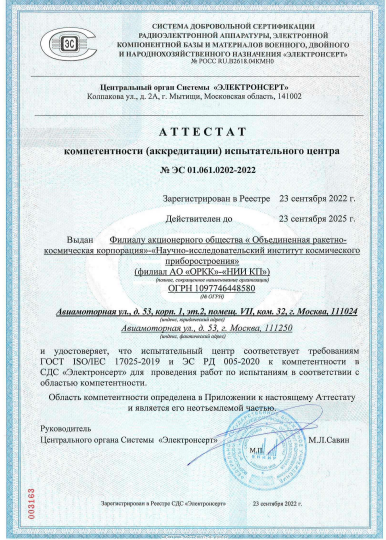 СИСТЕМА ДОБРОВОЛЬНОЙ СЕРТИФИКАЦИИ
РАДИОЭЛЕКТРОННОЙ АППАРАТУРЫ, ЭЛЕКТРОННОЙ
КОМПОНЕНТНОЙ БАЗЫ И МАТЕРИАЛОВ ВОЕННОГО, ДВОЙНОГО
И НАРОДНОХОЗЯЙСТВЕННОГО НАЗНАЧЕНИЯ «ЭЛЕКТРОНСЕРТ»
№ РОСС RU.В2618.04КМН0
ЭС
Центральный орган Системы «ЭЛЕКТРОНСЕРТ»
Колпакова ул., д. 2А, г. Мытищи, Московская область, 141002
АТТЕСТАТ
компетентности (аккредитации) испытательного центра
№ ЭС 01.061.0202-2022
Зарегистрирован в Реестре 23 сентября 2022 г.
Действителен до 23 сентября 2025 г.
Выдан Филиалу акционерного общества « Объединенная ракетно-
космическая корпорация»-«Научно-исследовательский институт космического
приборостроения»
(филиал АО «ОРКК»-«НИИ КП»)
(полное, сокращенное наименование организации)
ОГРН 1097746448580
(№ ОГРН)
Авиамоторная ул., д. 53, корп. 1, эт.2, помещ. VII, ком. 32, г. Москва, 111024
(индекс, юридический адрес)
Авиамоторная ул., д. 53, г. Москва, 111250
(индекс, фактический адрес)
и удостоверяет, что испытательный центр соответствует требованиям
ГОСТ ISO/IEC 17025-2019 и ЭС РД 005-2020 к компетентности в
СДС «Электронсерт» для проведения работ по испытаниям в соответствии с
областью компетентности.
Область компетентности определена в Приложении к настоящему Аттестату
и является его неотъемлемой частью.
Руководитель
Центрального органа Системы «Электронсерт» М.Л.Савин
М.П.
003163
Зарегистрирован в Реестре СДС «Электронсерт» 23 сентября 2022 г.